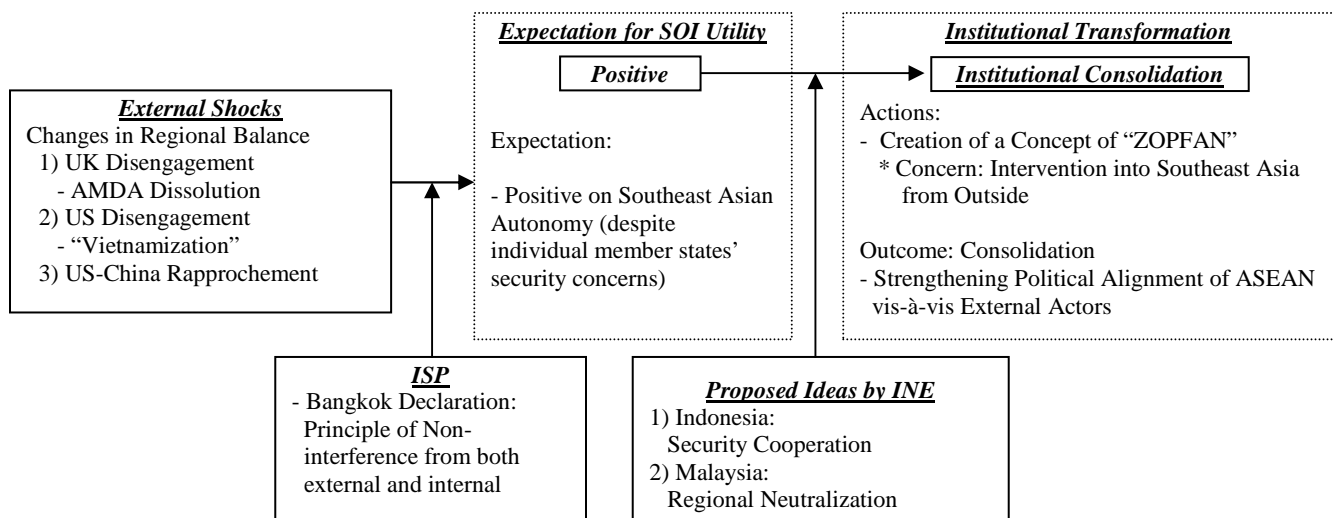 External Shocks
Changes in Regional Balance
1) UK Disengagement
- AMDA Dissolution
2) US Disengagement
- “Vietnamization”
3) US-China Rapprochement
ISP
- Bangkok Declaration:
Principle of Non-
interference from both
external and internal
Expectation for SOI Utility
Positive
Expectation:
- Positive on Southeast Asian
Autonomy (despite
individual member states’
security concerns)
Proposed Ideas by INE
1) Indonesia:
Security Cooperation
2) Malaysia:
Regional Neutralization
Institutional Transformation
Institutional Consolidation
Actions:
- Creation of a Concept of “ZOPFAN”
* Concern: Intervention into Southeast Asia
from Outside
Outcome: Consolidation
- Strengthening Political Alignment of ASEAN
vis-à-vis External Actors